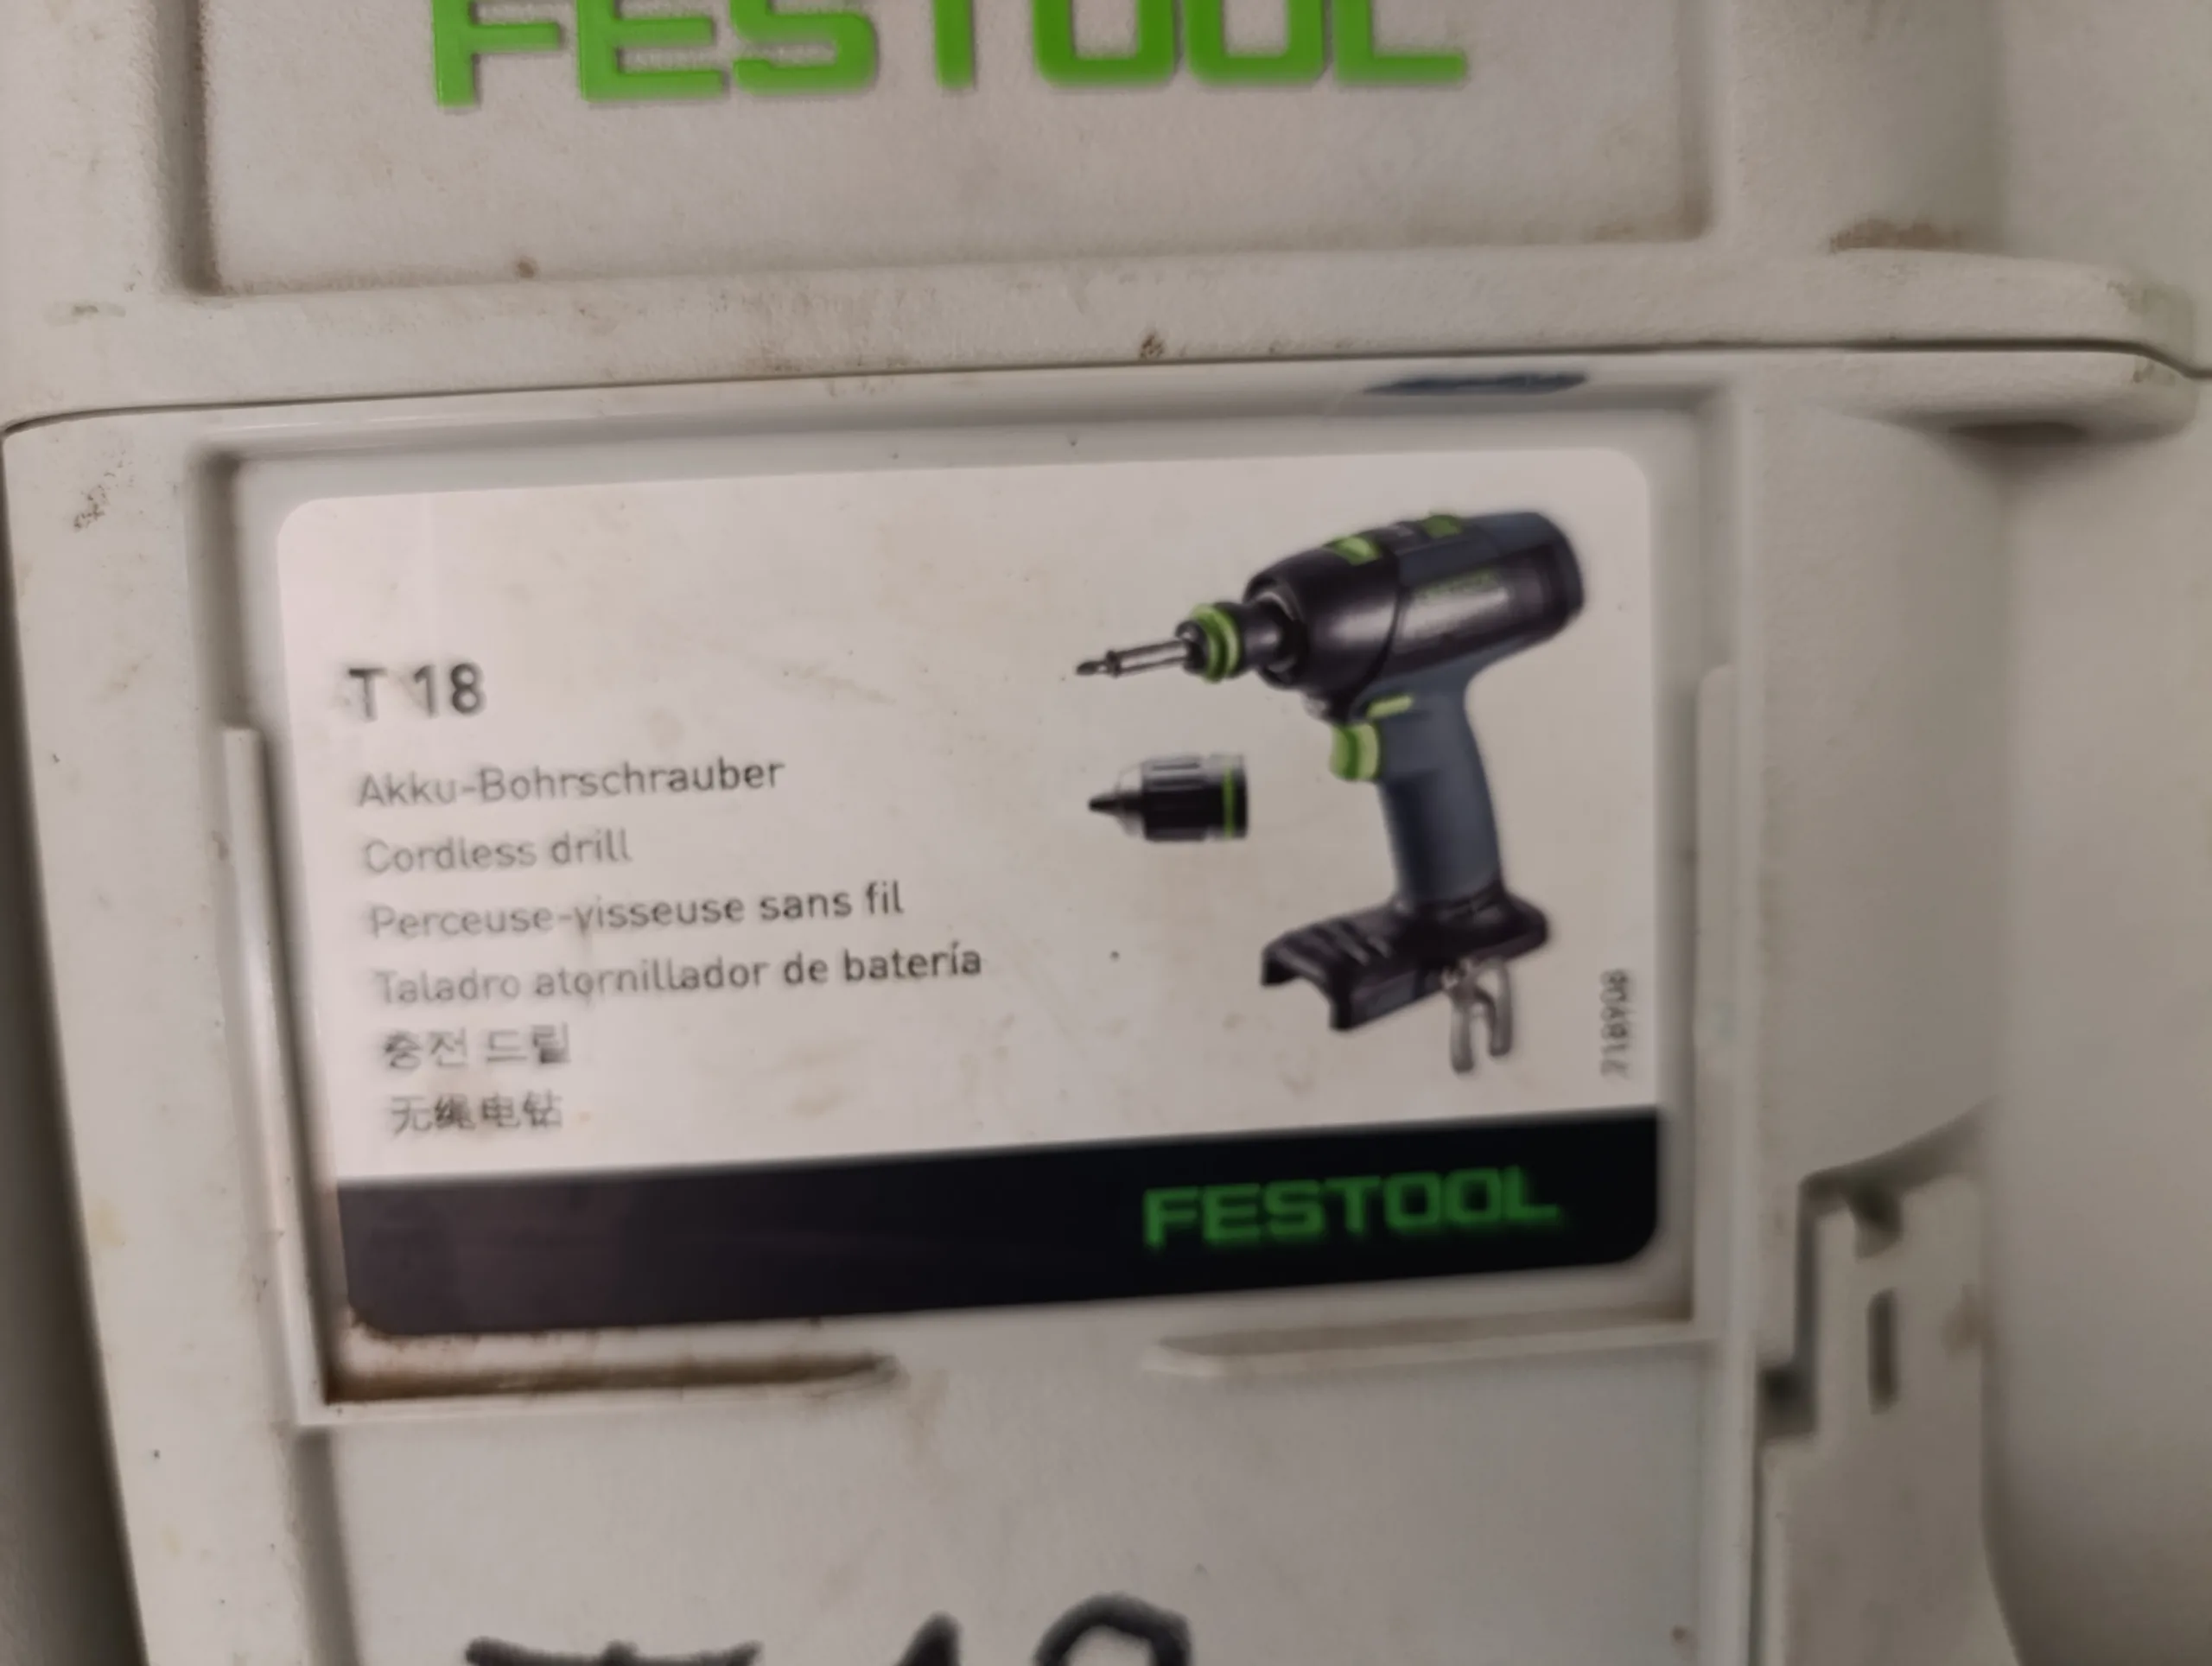 FESTOOL
T 18
Akku-Bohrschrauber
Cordless drill
Perceuse-visseuse sans fil
Taladro atornillador de batería
충전 드릴
无绳电钻
718908
FESTOOL